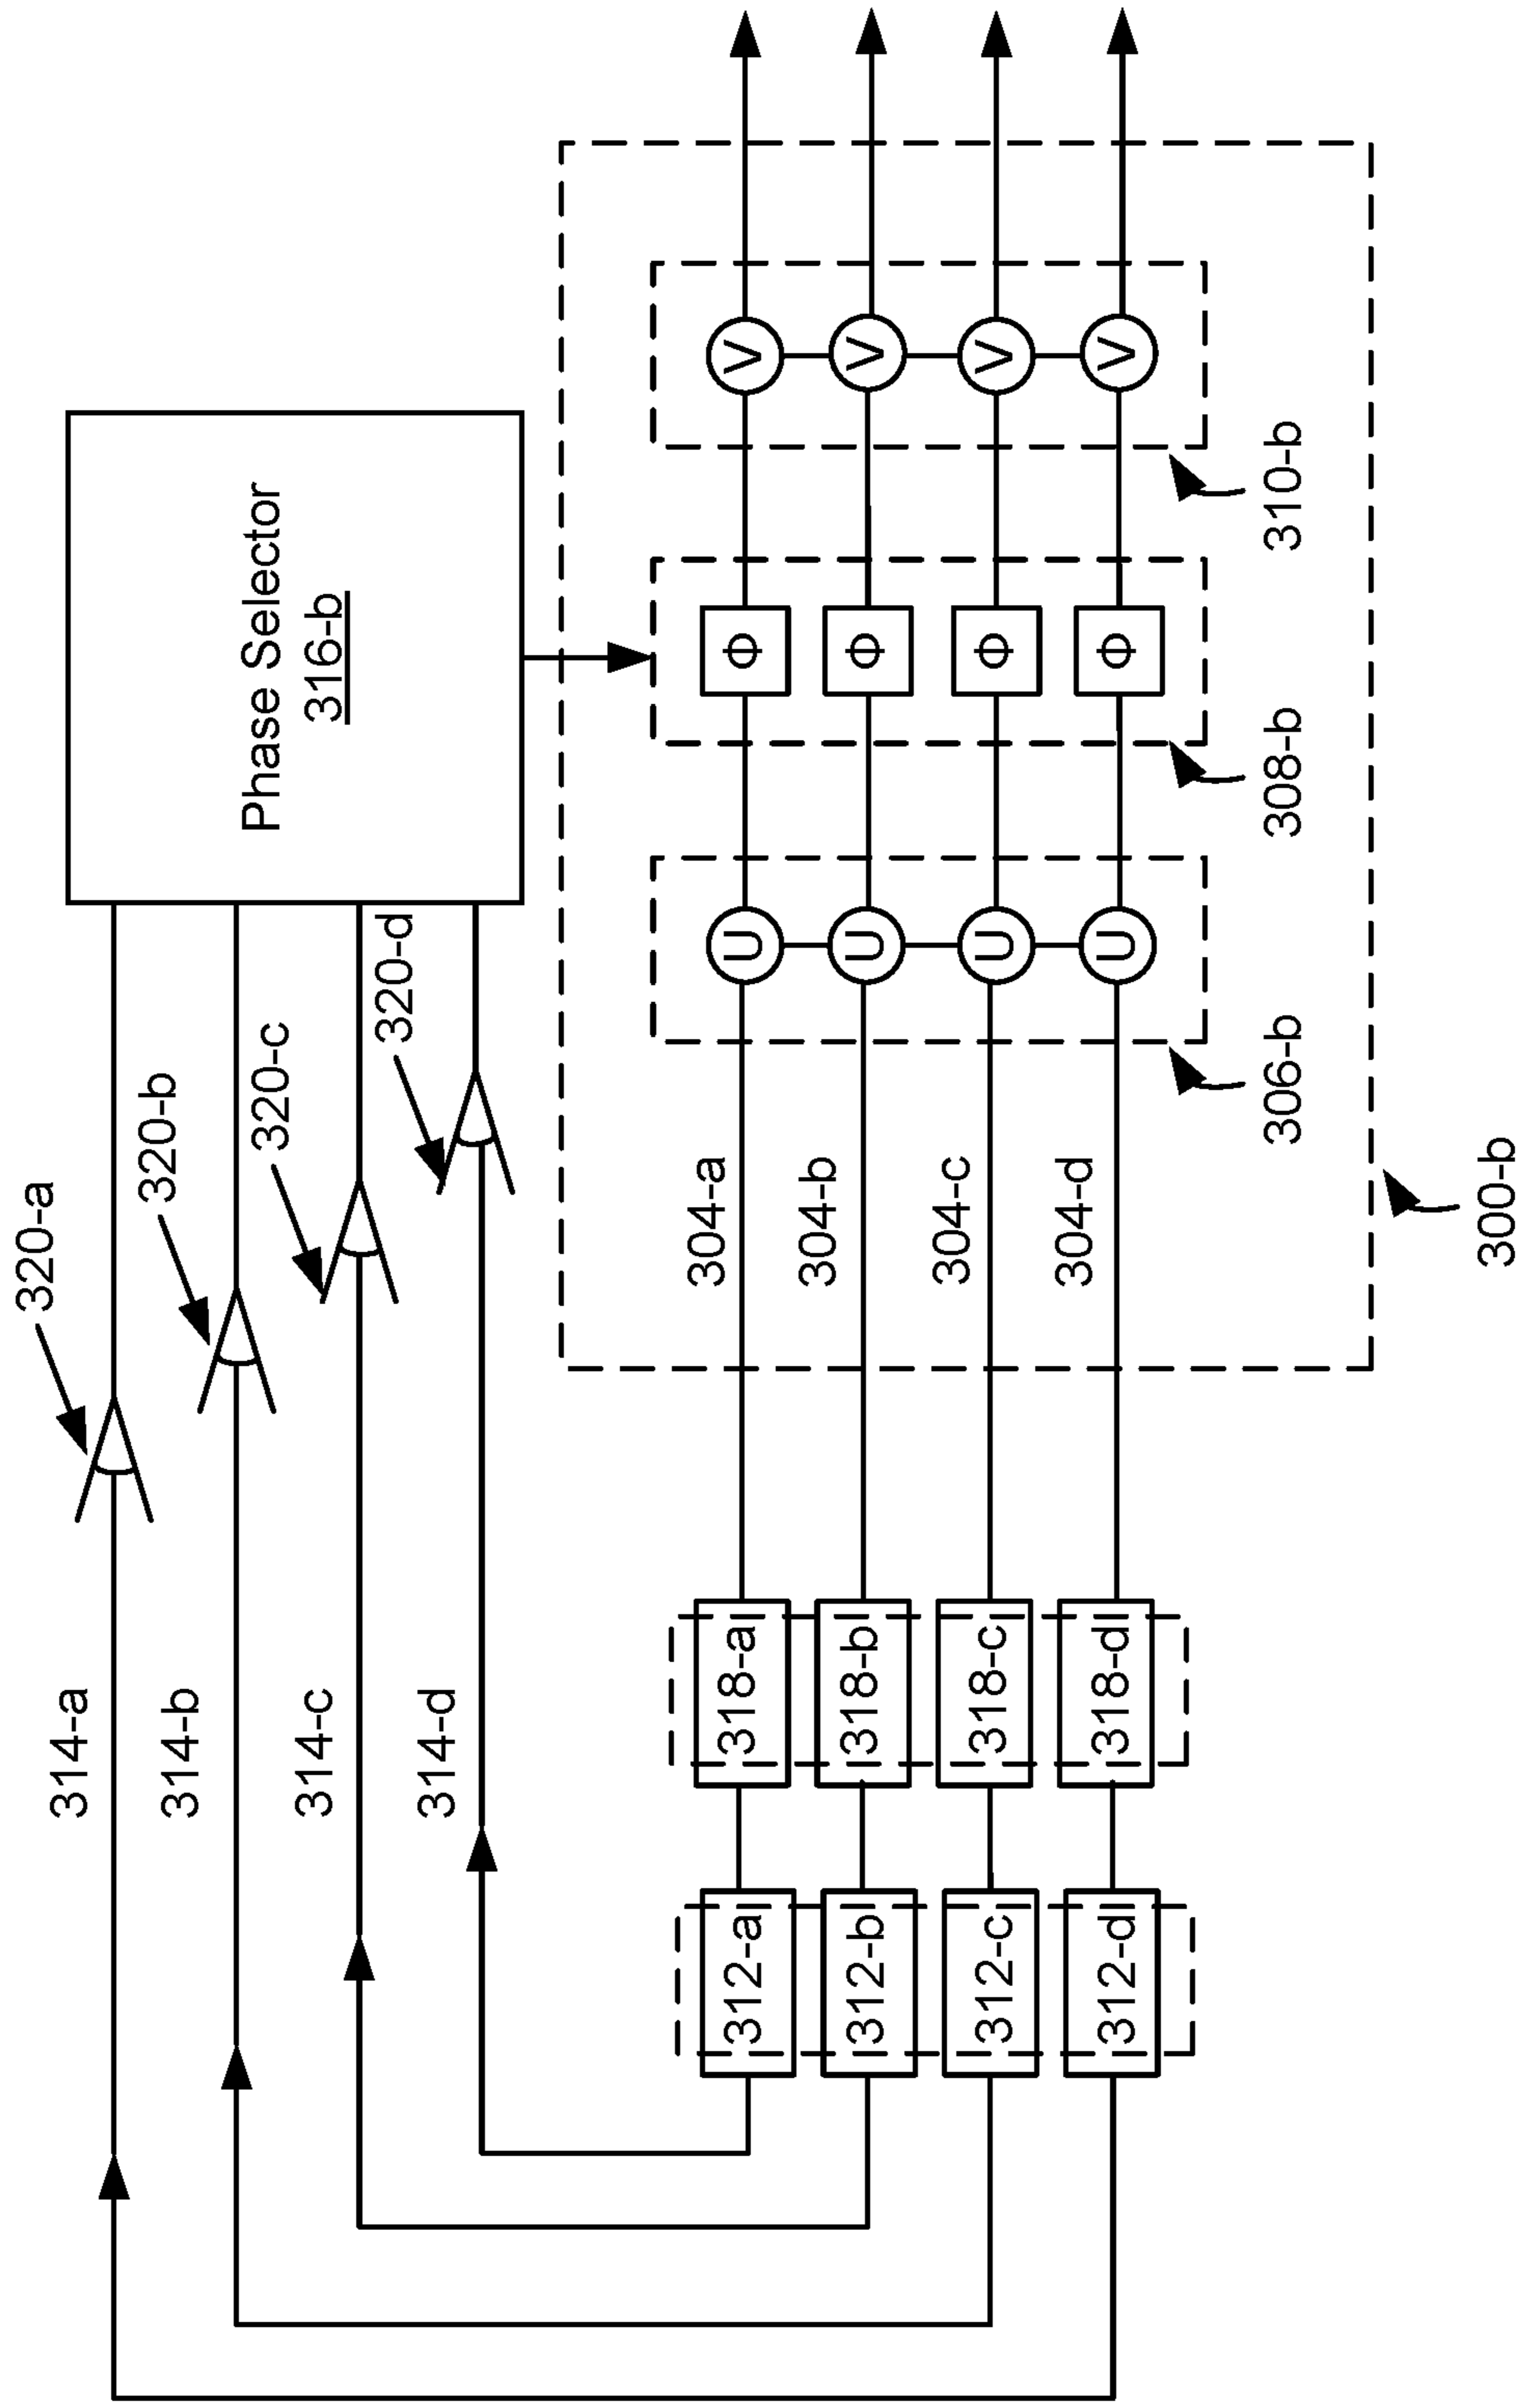 314-a
320-a
314-b
320-b
314-c
320-c
314-d
320-d
Phase Selector
316-b
312-a
318-a
304-a
U
Φ
V
312-b
318-b
304-b
U
Φ
V
312-c
318-c
304-c
U
Φ
V
312-d
318-d
304-d
U
Φ
V
306-b
308-b
310-b
300-b